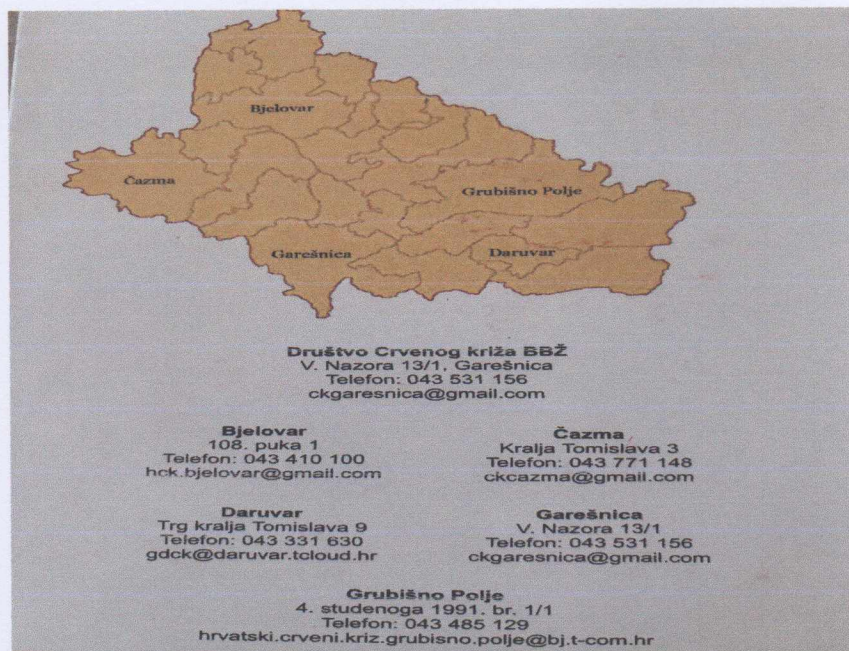 Bjelovar
Čazma
Grubišno Polje
Garešnica
Daruvar
Društvo Crvenog križa BBŽ
V. Nazora 13/1, Garešnica
Telefon: 043 531 156
ckgaresnica@gmail.com
Bjelovar
108. puka 1
Telefon: 043 410 100
hck.bjelovar@gmail.com
Čazma
Kralja Tomislava 3
Telefon: 043 771 148
ckcazma@gmail.com
Daruvar
Trg kralja Tomislava 9
Telefon: 043 331 630
gdck@daruvar.tcloud.hr
Garešnica
V. Nazora 13/1
Telefon: 043 531 156
ckgaresnica@gmail.com
Grubišno Polje
4. studenoga 1991. br. 1/1
Telefon: 043 485 129
hrvatski.crveni.kriz.grubisno.polje@bj.t-com.hr